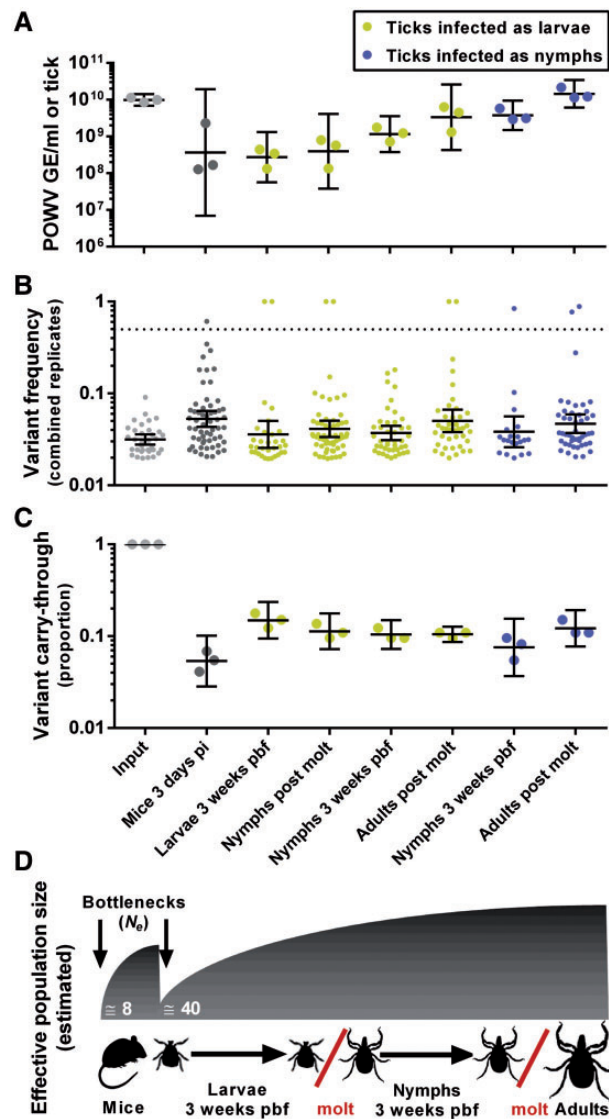 A
Ticks infected as larvae
Ticks infected as nymphs
POWV GE/ml or tick
10¹¹
10¹⁰
10⁹
10⁸
10⁷
10⁶
B
Variant frequency
(combined replicates)
1
0.1
0.01
C
Variant carry-through
(proportion)
1
0.1
0.01
Input
Mice 3 days pi
Larvae 3 weeks pbf
Nymphs post molt
Nymphs 3 weeks pbf
Adults post molt
Nymphs 3 weeks pbf
Adults post molt
D
Effective population size
(estimated)
Bottlenecks
(Nₑ)
≅ 8
≅ 40
Mice
Larvae
3 weeks pbf
molt
Nymphs
3 weeks pbf
molt
Adults